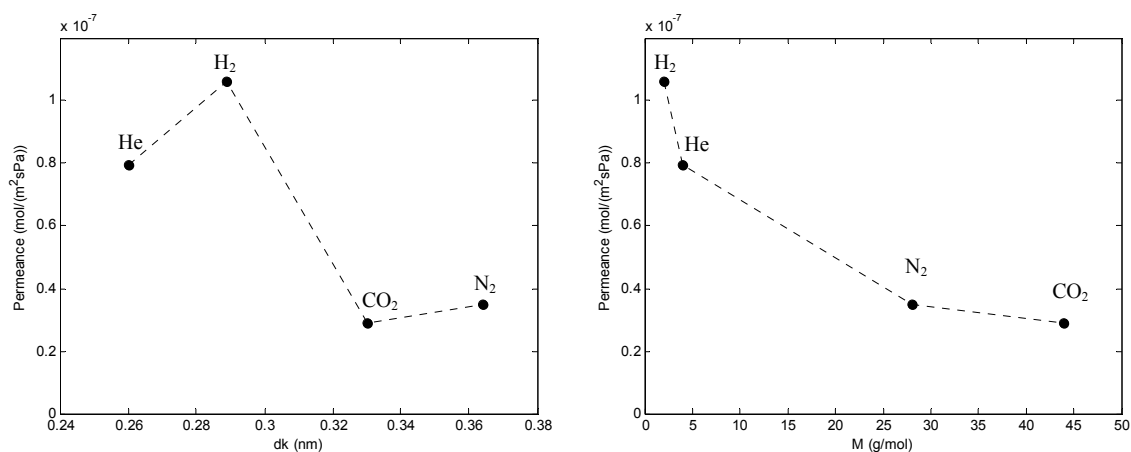 x 10⁻⁷
Permeance (mol/(m²sPa))
1
0.8
0.6
0.4
0.2
0
0.24
0.26
0.28
0.3
0.32
0.34
0.36
0.38
dk (nm)
He
H₂
CO₂
N₂
x 10⁻⁷
Permeance (mol/(m²sPa))
1
0.8
0.6
0.4
0.2
0
0
5
10
15
20
25
30
35
40
45
50
M (g/mol)
H₂
He
N₂
CO₂